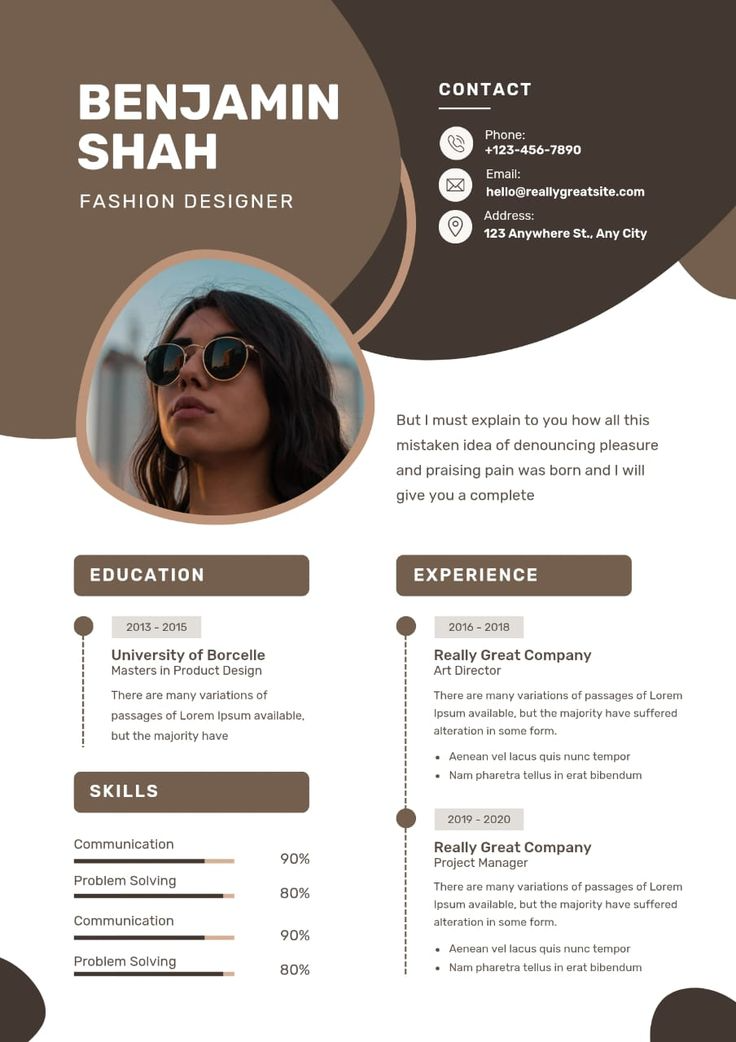 BENJAMIN
SHAH
FASHION DESIGNER
CONTACT
Phone:
+123-456-7890
Email:
hello@reallygreatsite.com
Address:
123 Anywhere St., Any City
But I must explain to you how all this
mistaken idea of denouncing pleasure
and praising pain was born and I will
give you a complete
EDUCATION
2013 - 2015
University of Borcelle
Masters in Product Design
There are many variations of
passages of Lorem Ipsum available,
but the majority have
SKILLS
Communication
90%
Problem Solving
80%
Communication
90%
Problem Solving
80%
EXPERIENCE
2016 - 2018
Really Great Company
Art Director
There are many variations of passages of Lorem
Ipsum available, but the majority have suffered
alteration in some form.
• Aenean vel lacus quis nunc tempor
• Nam pharetra tellus in erat bibendum
2019 - 2020
Really Great Company
Project Manager
There are many variations of passages of Lorem
Ipsum available, but the majority have suffered
alteration in some form.
• Aenean vel lacus quis nunc tempor
• Nam pharetra tellus in erat bibendum